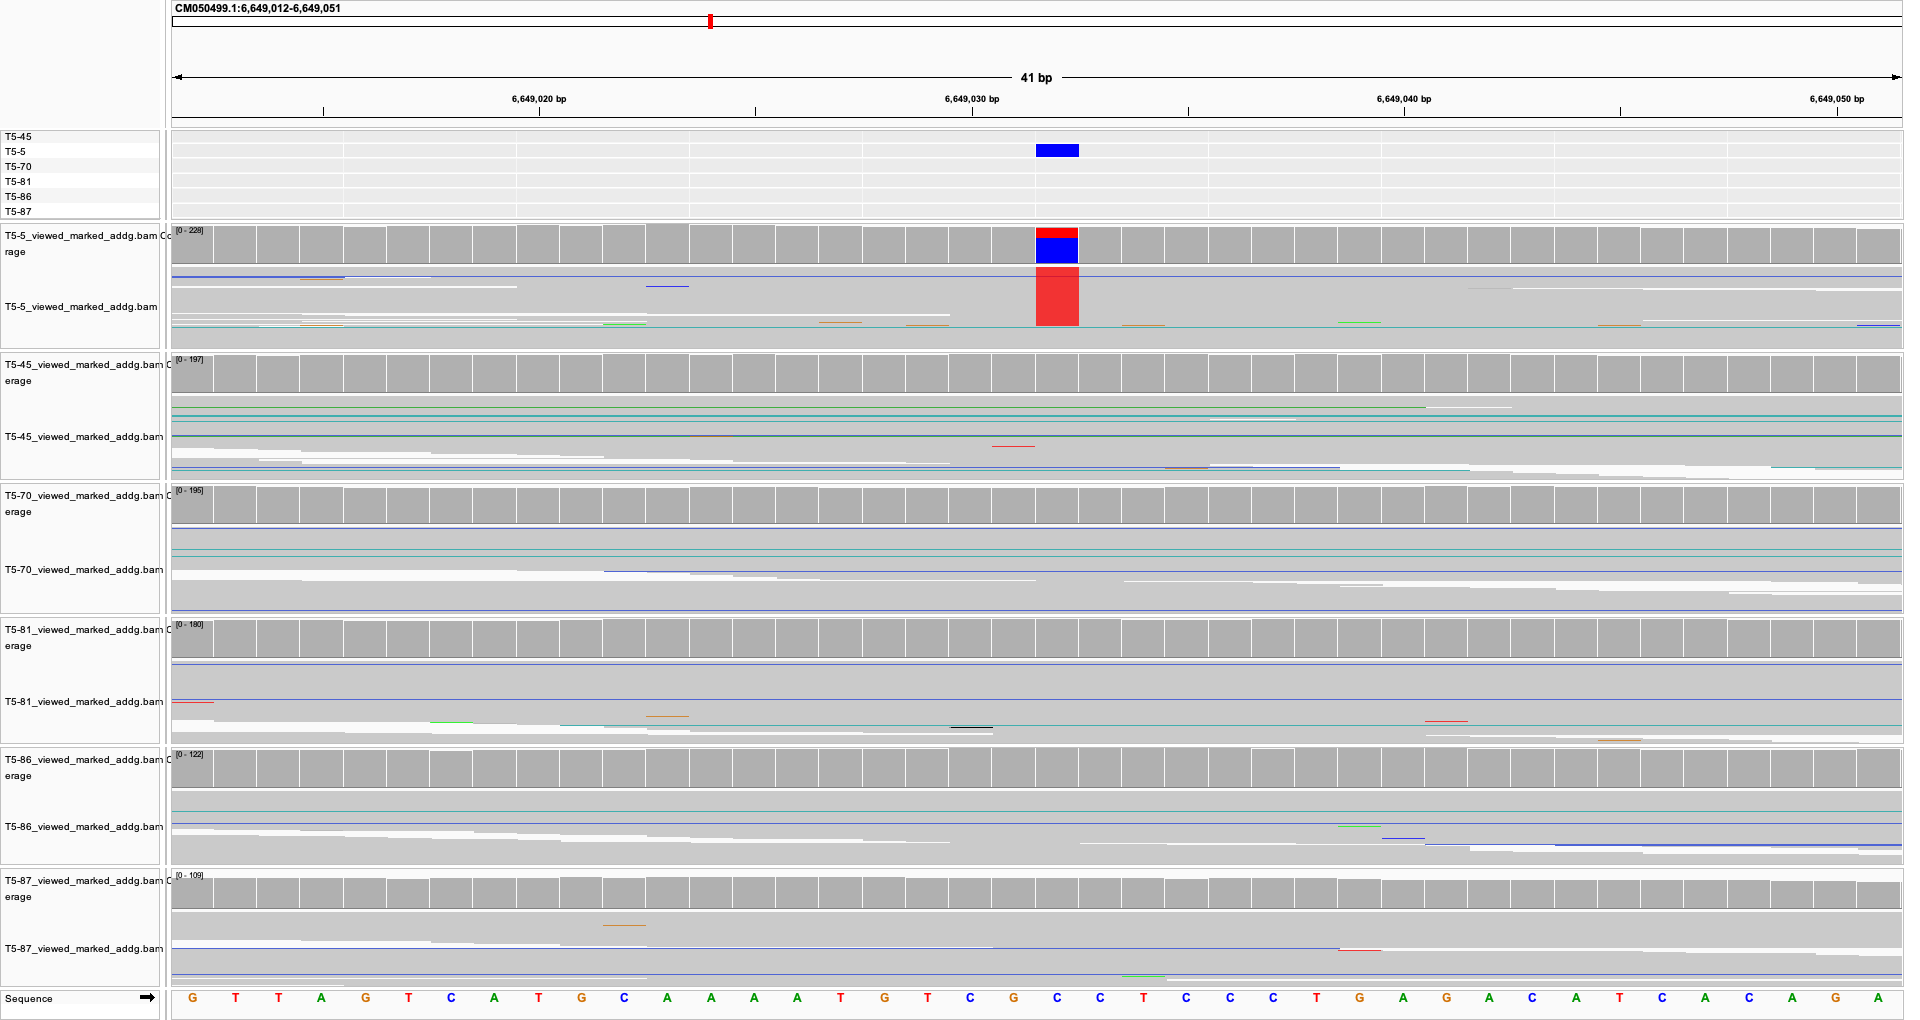 CM050499.1:6,649,012-6,649,051
41 bp
6,649,020 bp 6,649,030 bp 6,649,040 bp 6,649,050 bp
T5-45
T5-5
T5-70
T5-81
T5-86
T5-87
T5-5_viewed_marked_addg.bam Co
rage
[0 - 228]
T5-5_viewed_marked_addg.bam
T5-45_viewed_marked_addg.bam C
erage
[0 - 197]
T5-45_viewed_marked_addg.bam
T5-70_viewed_marked_addg.bam C
erage
[0 - 195]
T5-70_viewed_marked_addg.bam
T5-81_viewed_marked_addg.bam C
erage
[0 - 180]
T5-81_viewed_marked_addg.bam
T5-86_viewed_marked_addg.bam C
erage
[0 - 122]
T5-86_viewed_marked_addg.bam
T5-87_viewed_marked_addg.bam C
erage
[0 - 109]
T5-87_viewed_marked_addg.bam
Sequence G T T A G T C A T G C A A A A T G T C G C C T C C C T G A G A C A T C A C A G A